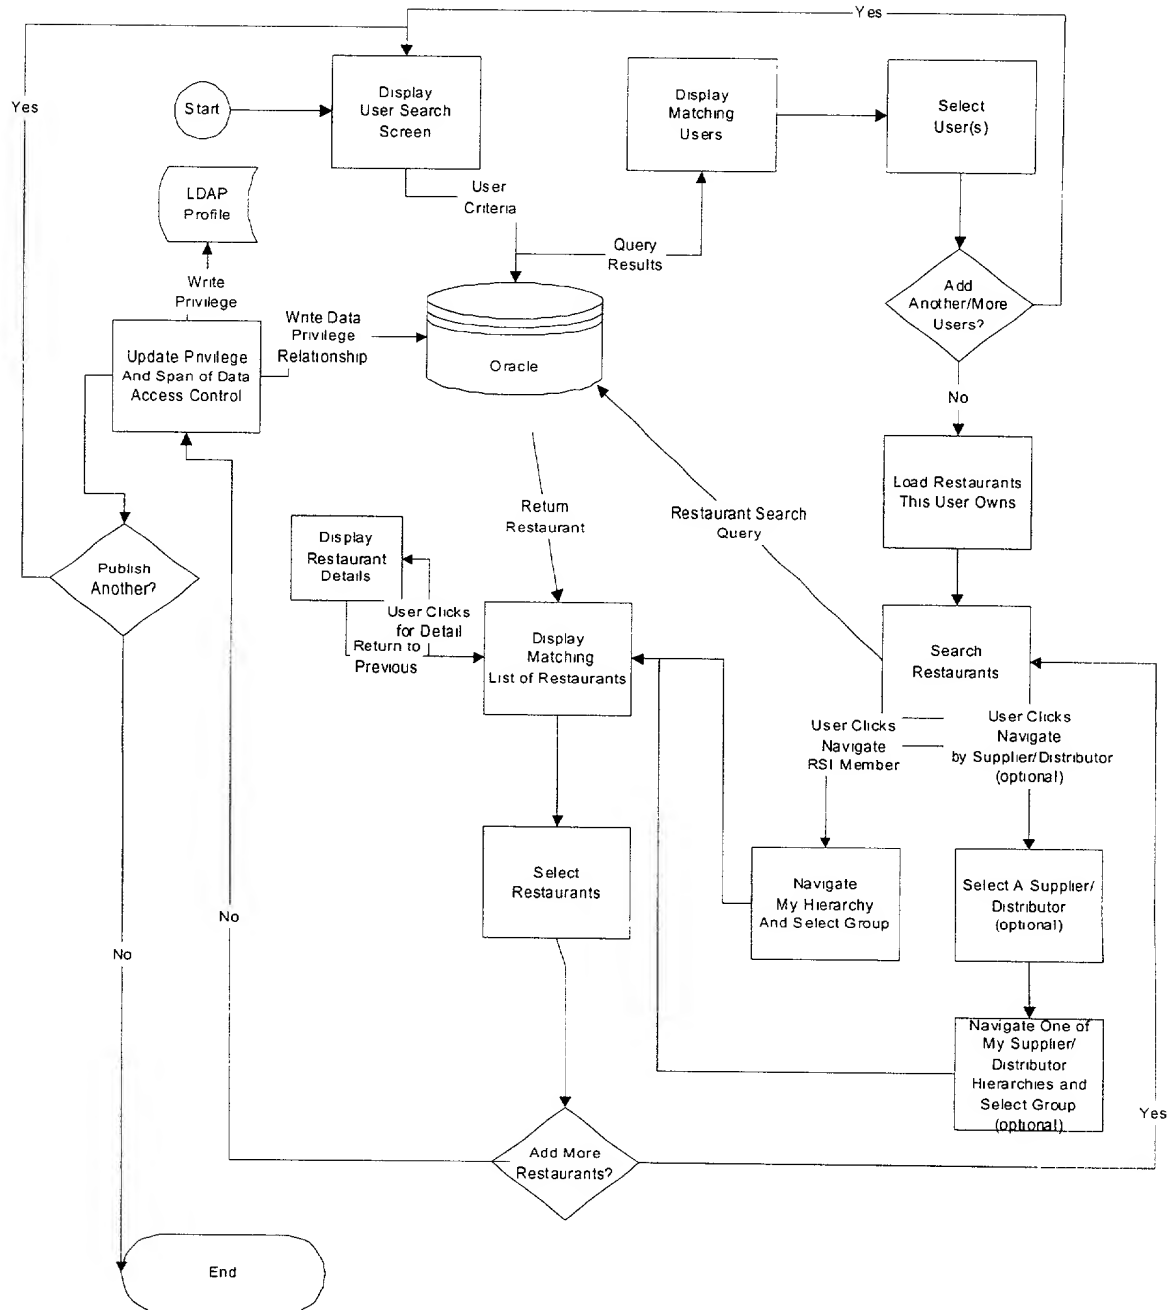 Yes
Yes
Start
Display
User Search
Screen
Display
Matching
Users
Select
User(s)
LDAP
Profile
User
Criteria
Query
Results
Write
Privilege
Add
Another/More
Users?
Update Privilege
And Span of Data
Access Control
Write Data
Privilege
Relationship
Oracle
No
Load Restaurants
This User Owns
Return
Restaurant
Restaurant Search
Query
Display
Restaurant
Details
Publish
Another?
User Clicks
for Detail
Return to
Previous
Display
Matching
List of Restaurants
Search
Restaurants
User Clicks
Navigate
RSI Member
User Clicks
Navigate
by Supplier/Distributor
(optional)
Select
Restaurants
Navigate
My Hierarchy
And Select Group
Select A Supplier/
Distributor
(optional)
No
No
Navigate One of
My Supplier/
Distributor
Hierarchies and
Select Group
(optional)
Yes
Add More
Restaurants?
End